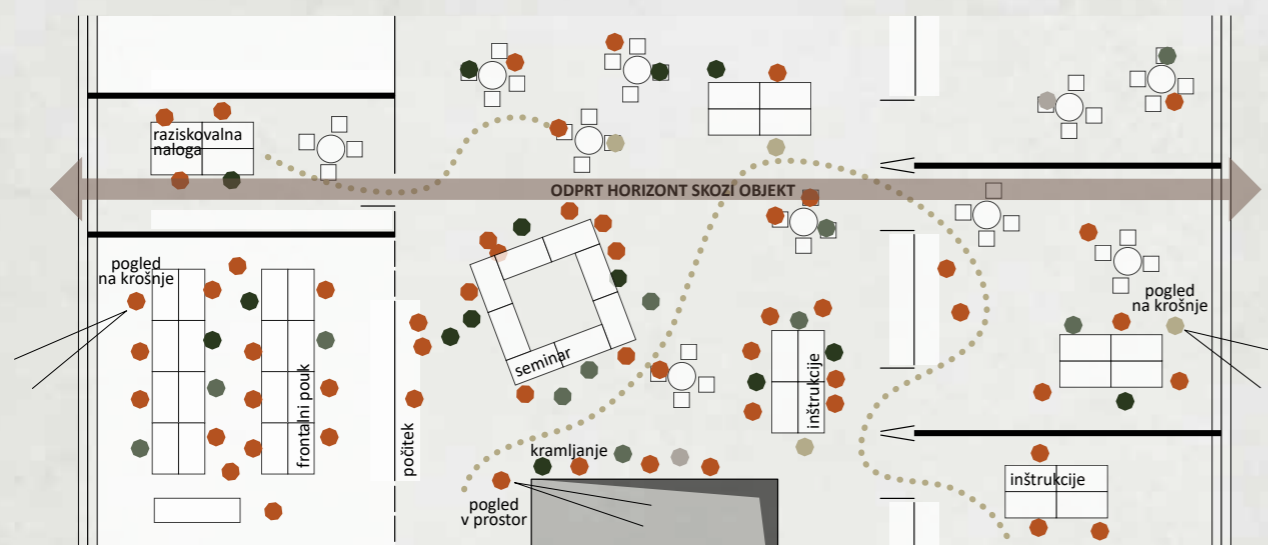 raziskovalna
naloga
ODPRT HORIZONT SKOZI OBJEKT
pogled
na krošnje
pogled
na krošnje
seminar
inštrukcije
frontalni pouk
počitek
kramljanje
inštrukcije
pogled
v prostor